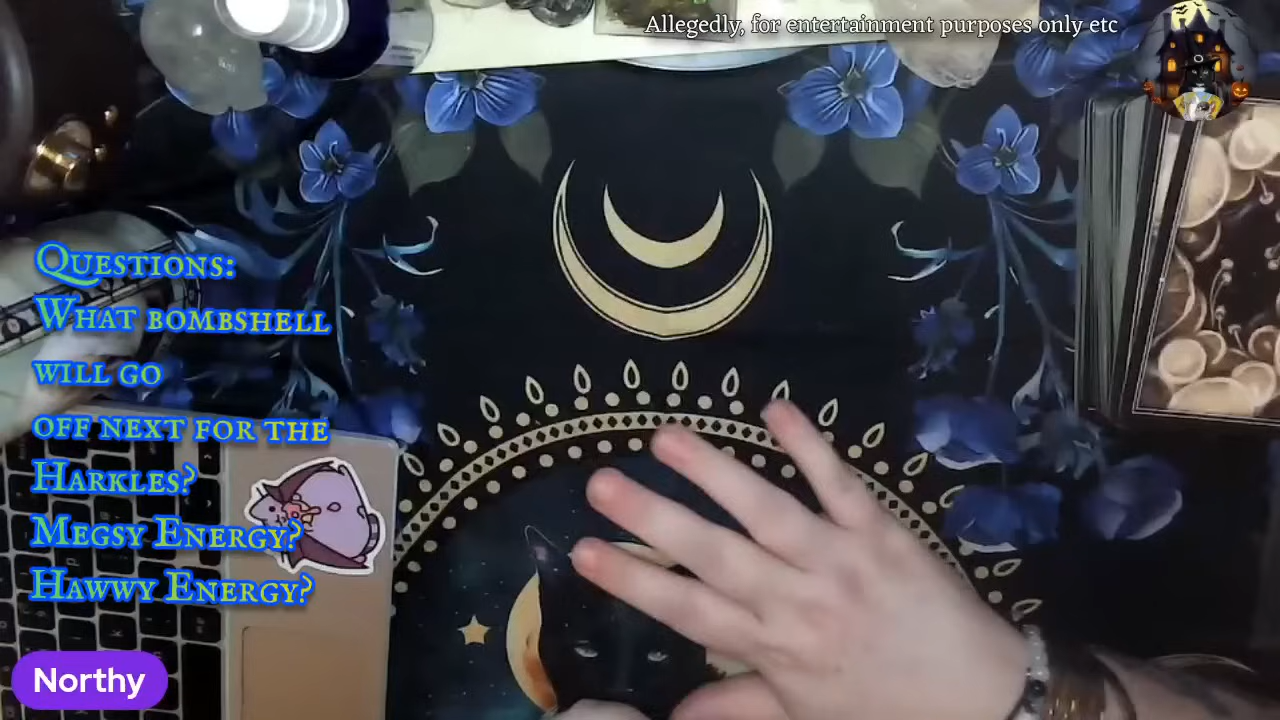 Allegedly, for entertainment purposes only etc
Questions:
What bombshell
will go
off next for the
Harkles?
Megsy Energy?
Hawwy Energy?
Northy